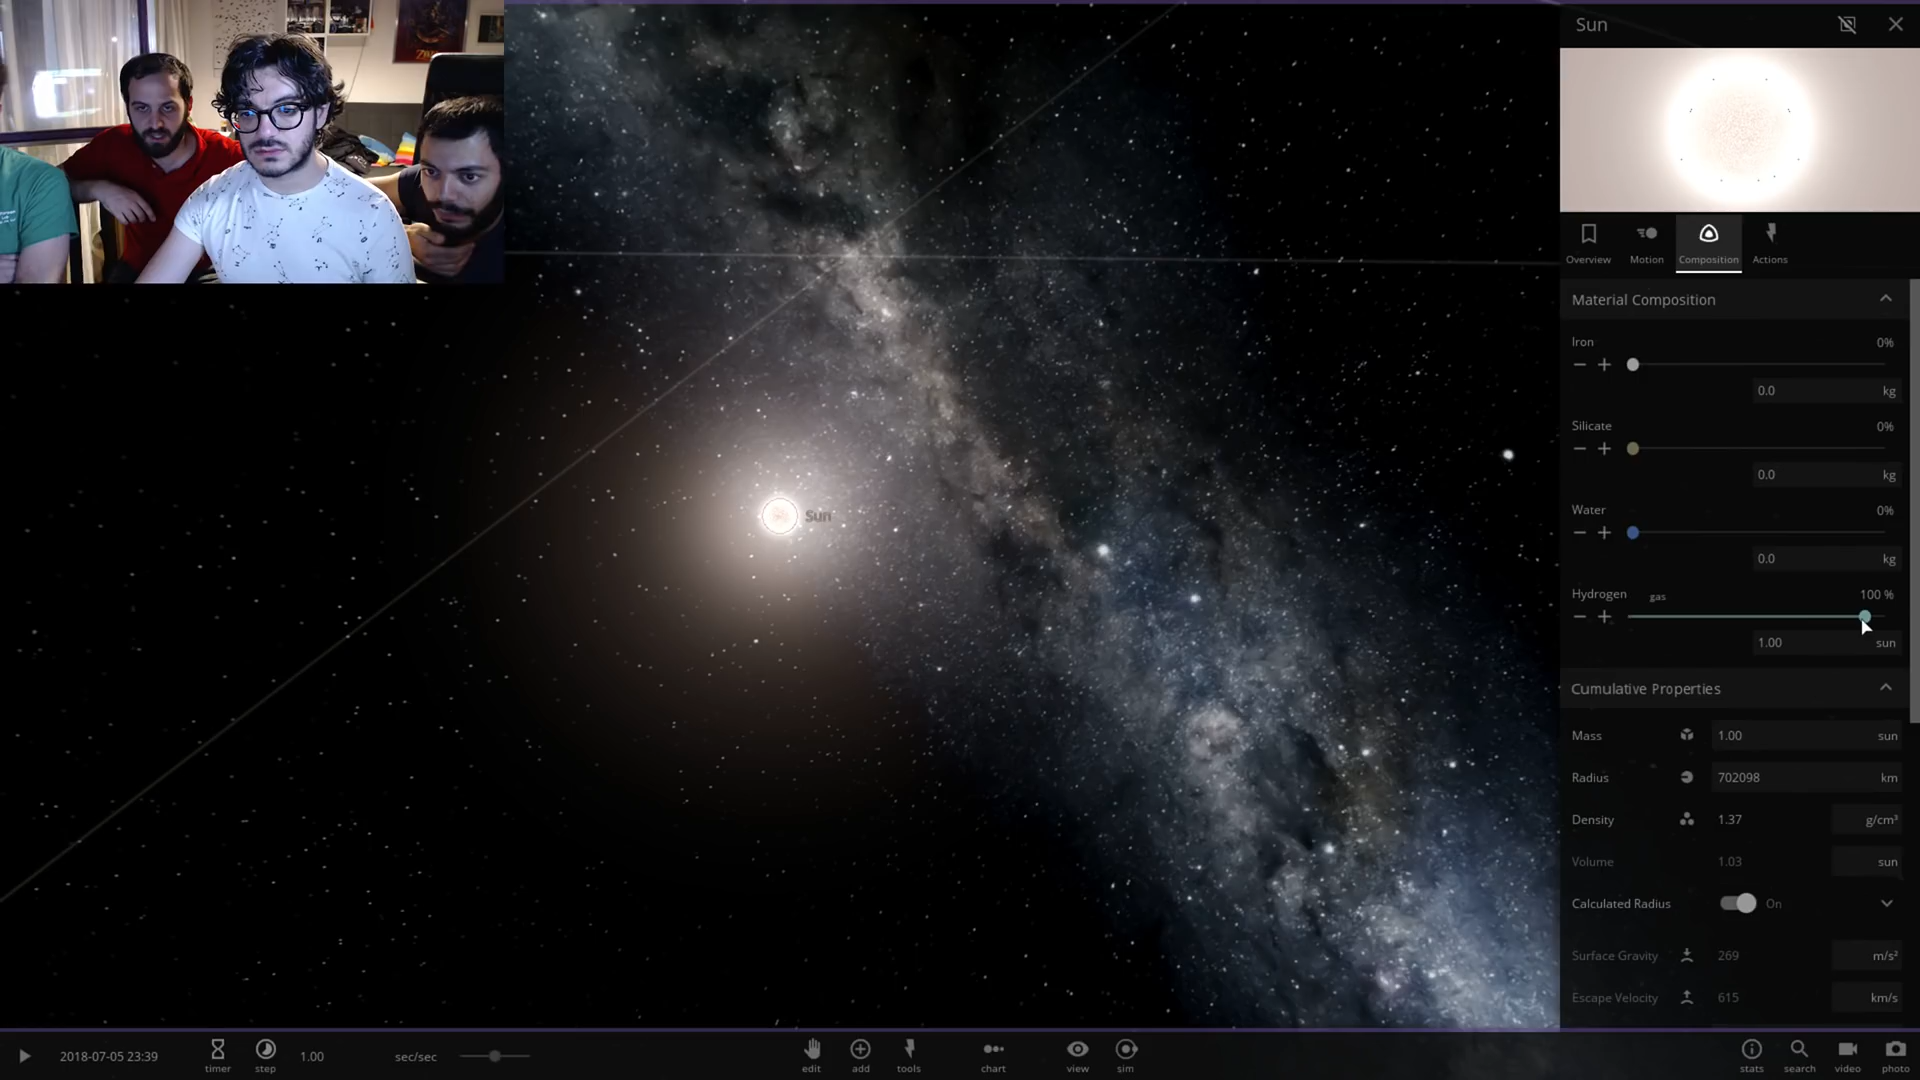 Sun
Overview
Motion
Composition
Actions
Material Composition
Iron 0%
0.0 kg
Silicate 0%
0.0 kg
Water 0%
0.0 kg
Hydrogen gas 100 %
1.00 sun
Cumulative Properties
Mass 1.00 sun
Radius 702098 km
Density 1.37 g/cm³
Volume 1.03 sun
Calculated Radius On
Surface Gravity 269 m/s²
Escape Velocity 615 km/s
Sun
2018-07-05 23:39
timer
step
1.00 sec/sec
edit
add
tools
chart
view
sim
stats
search
video
photo